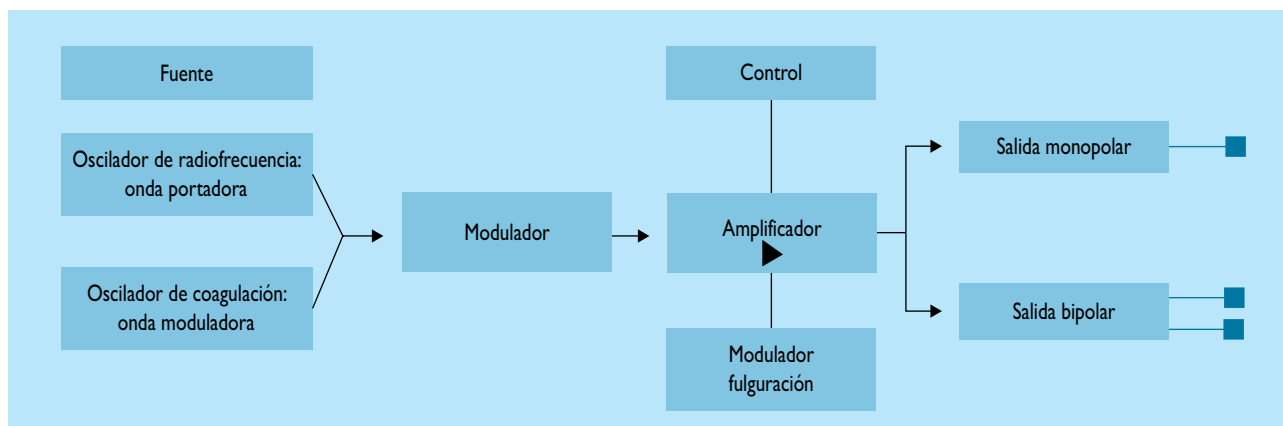 Fuente
Oscilador de radiofrecuencia:
onda portadora
Oscilador de coagulación:
onda moduladora
Modulador
Control
Amplificador
Modulador
fulguración
Salida monopolar
Salida bipolar